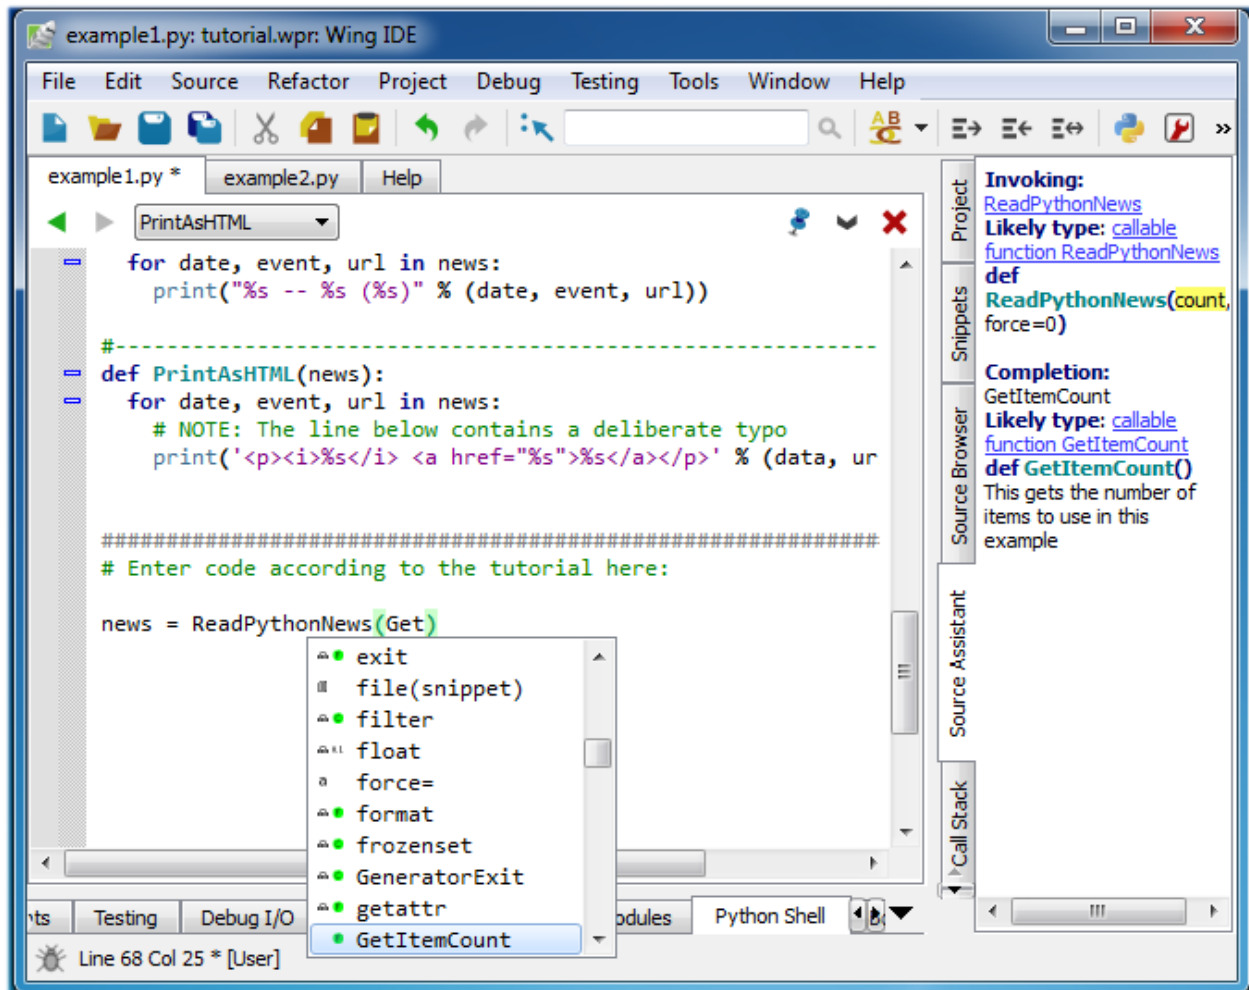 example1.py: tutorial.wpr: Wing IDE
File Edit Source Refactor Project Debug Testing Tools Window Help
example1.py * example2.py Help
PrintAsHTML
for date, event, url in news:
print("%s -- %s (%s)" % (date, event, url))
#-----------------------------------------------------------
def PrintAsHTML(news):
for date, event, url in news:
# NOTE: The line below contains a deliberate typo
print('<p><i>%s</i> <a href="%s">%s</a></p>' % (data, ur
#############################################################
# Enter code according to the tutorial here:
news = ReadPythonNews(Get)
exit
file(snippet)
filter
float
force=
format
frozenset
GeneratorExit
getattr
GetItemCount
Project
Snippets
Source Browser
Source Assistant
Call Stack
Invoking:
ReadPythonNews
Likely type: callable
function ReadPythonNews
def
ReadPythonNews(count,
force=0)
Completion:
GetItemCount
Likely type: callable
function GetItemCount
def GetItemCount()
This gets the number of
items to use in this
example
Testing Debug I/O Python Shell
Line 68 Col 25 * [User]